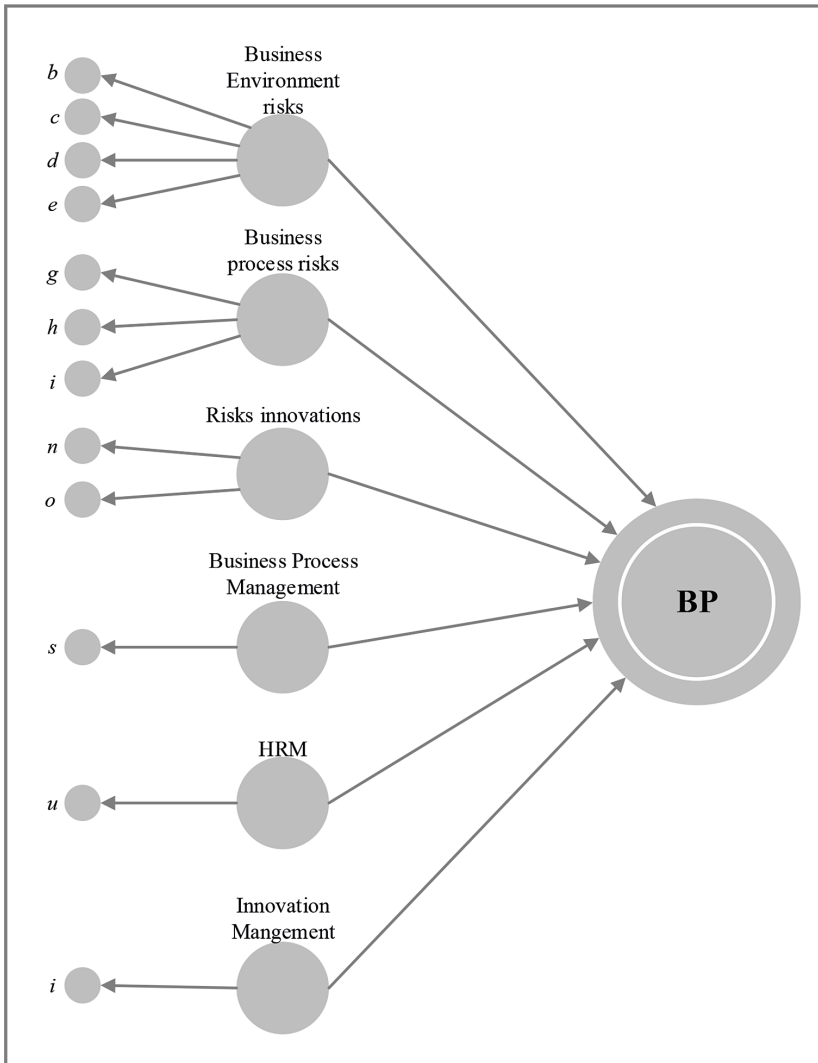 Business
Environment
risks
b
c
d
e
Business
process risks
g
h
i
Risks innovations
n
o
Business Process
Management
s
HRM
u
Innovation
Mangement
i
BP